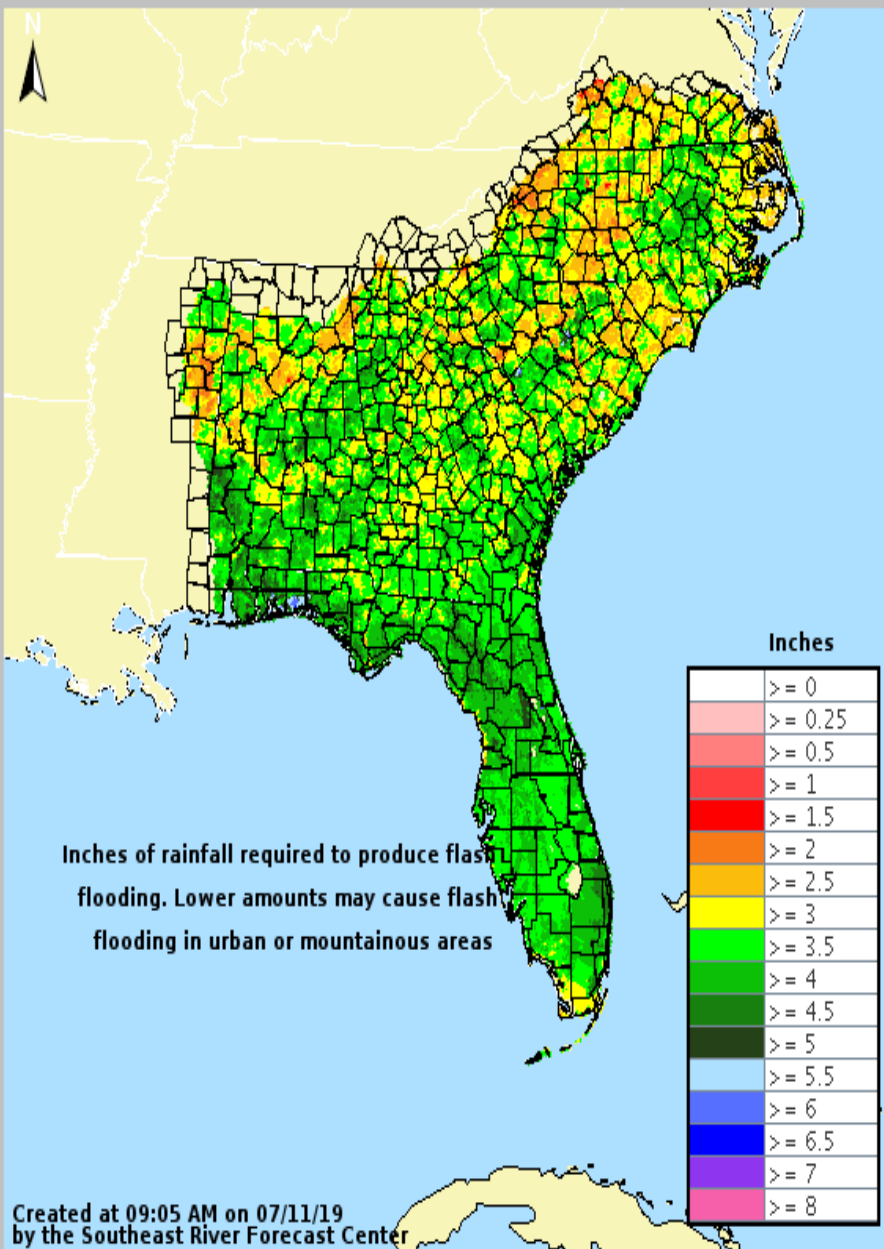 N
Inches of rainfall required to produce flash
flooding. Lower amounts may cause flash
flooding in urban or mountainous areas
Inches
>= 0
>= 0.25
>= 0.5
>= 1
>= 1.5
>= 2
>= 2.5
>= 3
>= 3.5
>= 4
>= 4.5
>= 5
>= 5.5
>= 6
>= 6.5
>= 7
>= 8
Created at 09:05 AM on 07/11/19
by the Southeast River Forecast Center